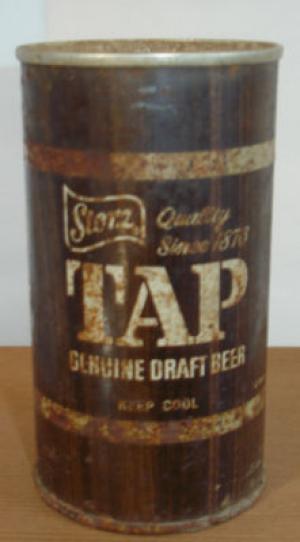 Storz
Quality
Since 1876
TAP
GENUINE DRAFT BEER
KEEP COOL